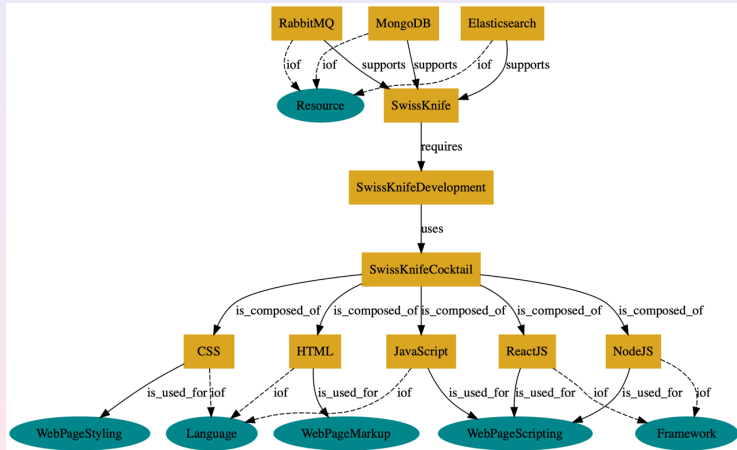 RabbitMQ MongoDB Elasticsearch
iof iof supports supports iof supports
Resource SwissKnife
requires
SwissKnifeDevelopment
uses
SwissKnifeCocktail
is_composed_of is_composed_of is_composed_of is_composed_of is_composed_of
CSS HTML JavaScript ReactJS NodeJS
is_used_for iof iof is_used_for iof is_used_for is_used_for iof is_used_for iof
WebPageStyling Language WebPageMarkup WebPageScripting Framework